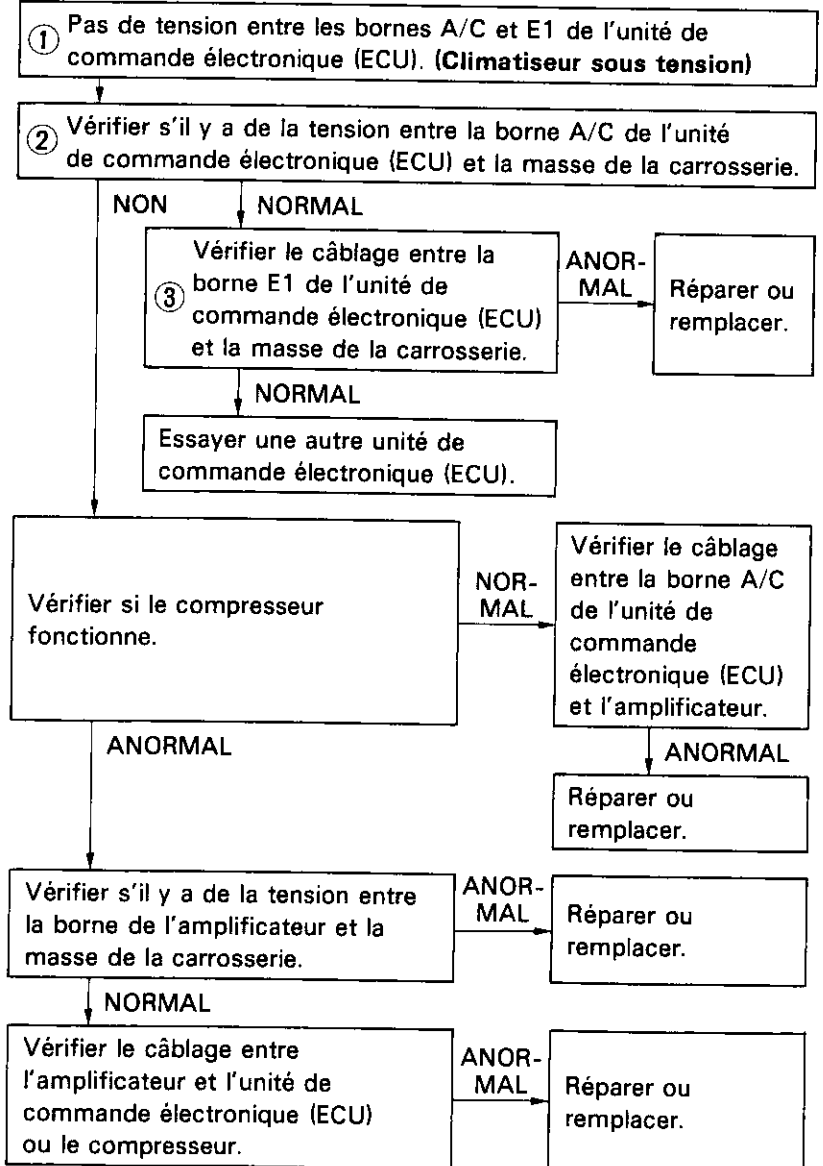 ① Pas de tension entre les bornes A/C et E1 de l'unité de
commande électronique (ECU). (Climatiseur sous tension)
② Vérifier s'il y a de la tension entre la borne A/C de l'unité
de commande électronique (ECU) et la masse de la carrosserie.
NON
NORMAL
③ Vérifier le câblage entre la
borne E1 de l'unité de
commande électronique (ECU)
et la masse de la carrosserie.
ANOR-
MAL
Réparer ou
remplacer.
NORMAL
Essayer une autre unité de
commande électronique (ECU).
Vérifier si le compresseur
fonctionne.
NOR-
MAL
Vérifier le câblage
entre la borne A/C
de l'unité de
commande
électronique (ECU)
et l'amplificateur.
ANORMAL
ANORMAL
Réparer ou
remplacer.
Vérifier s'il y a de la tension entre
la borne de l'amplificateur et la
masse de la carrosserie.
ANOR-
MAL
Réparer ou
remplacer.
NORMAL
Vérifier le câblage entre
l'amplificateur et l'unité de
commande électronique (ECU)
ou le compresseur.
ANOR-
MAL
Réparer ou
remplacer.